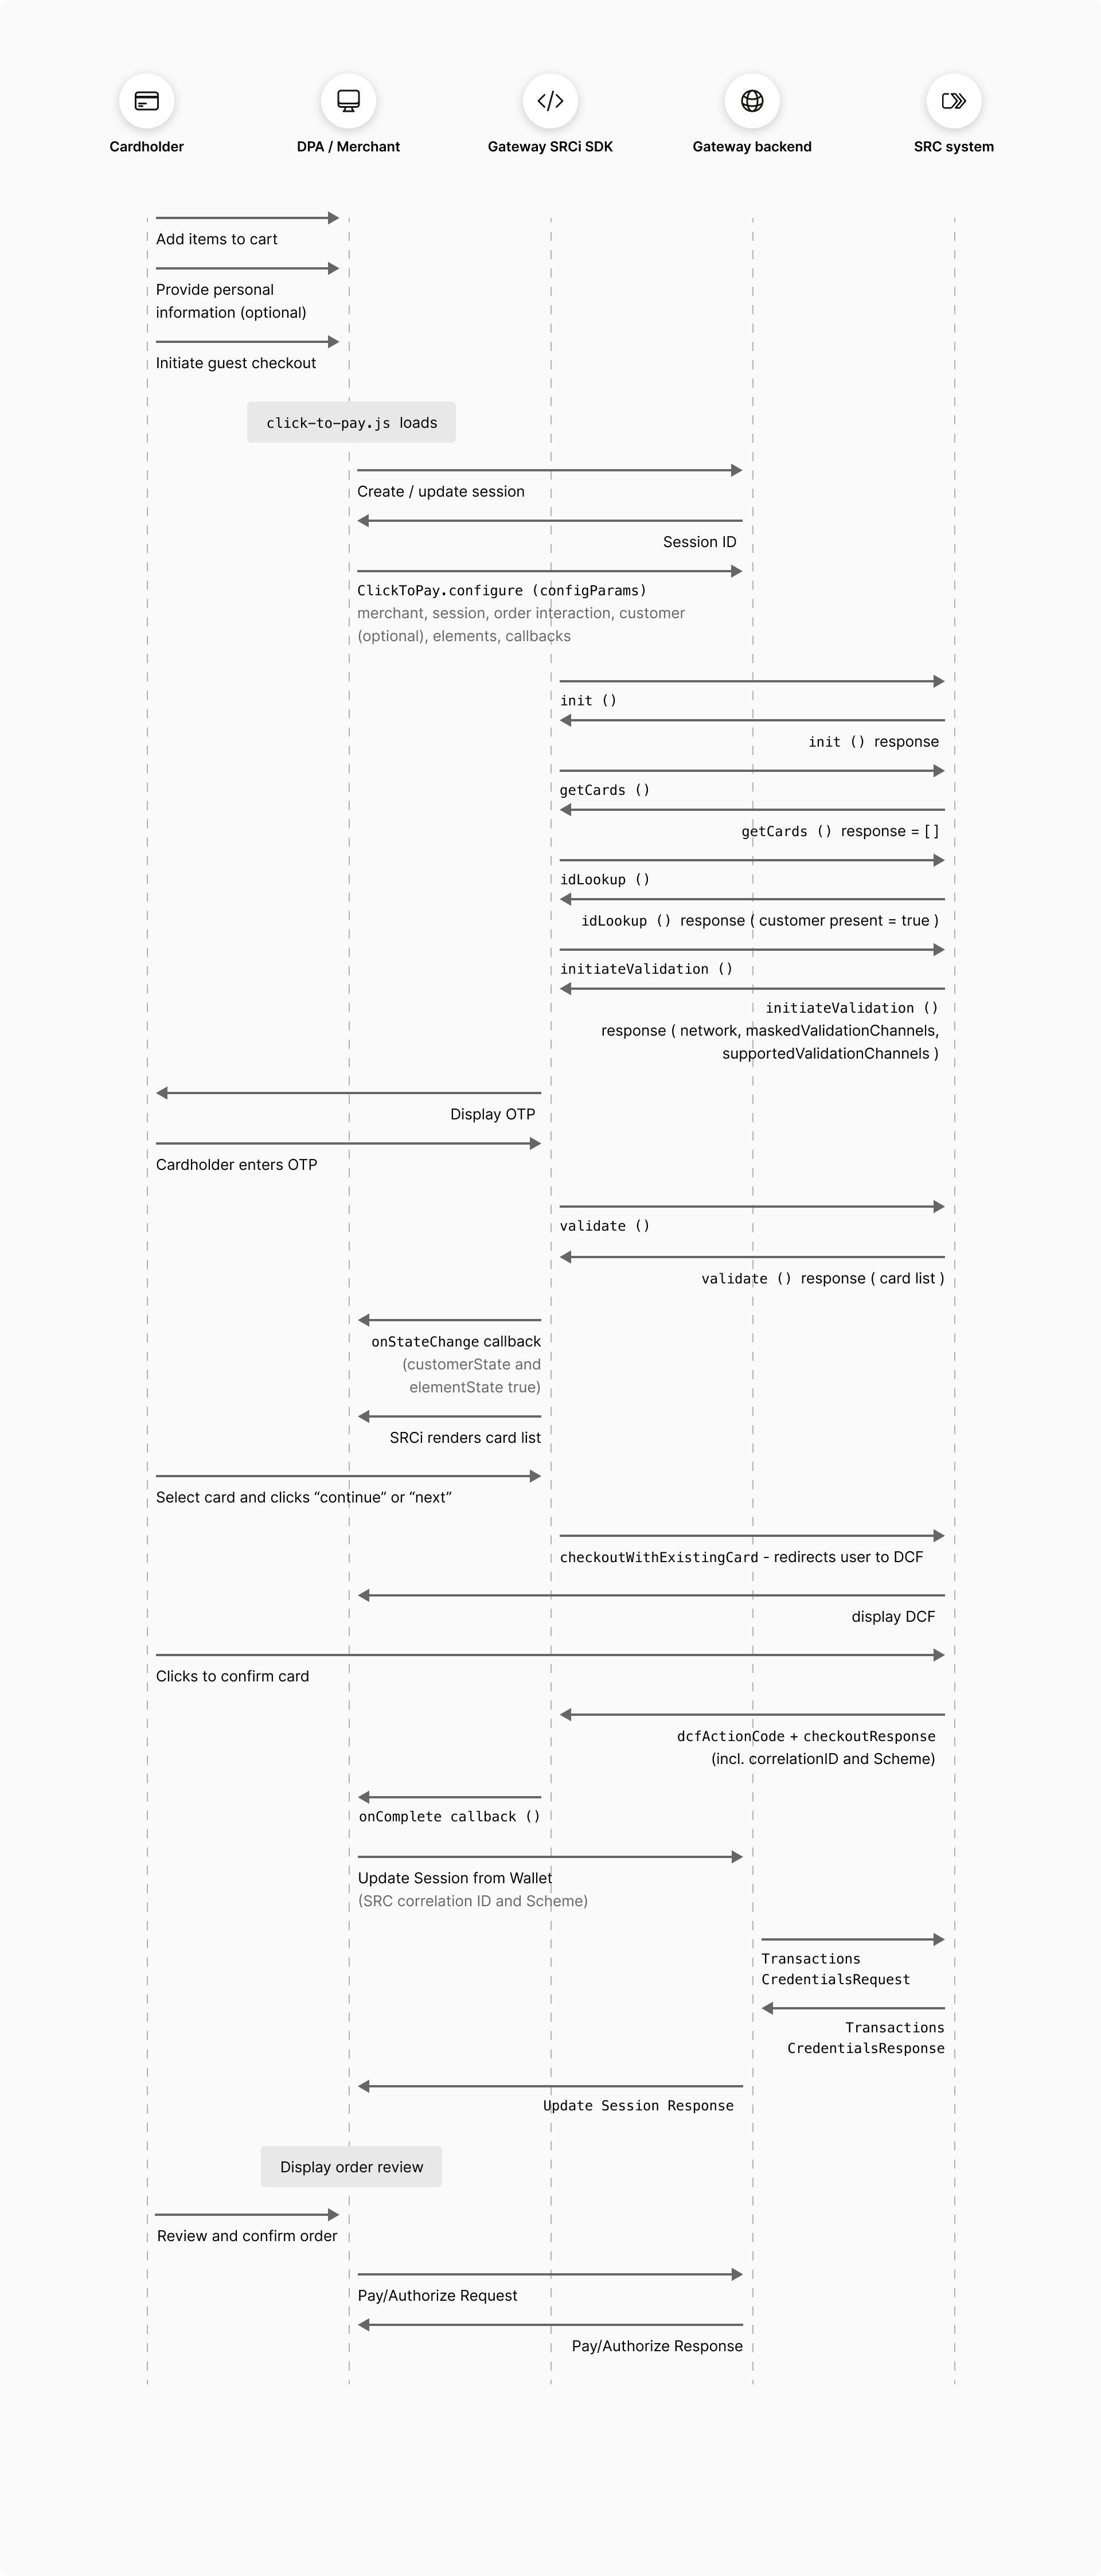 Cardholder
DPA / Merchant
Gateway SRCi SDK
Gateway backend
SRC system
Add items to cart
Provide personal
information (optional)
Initiate guest checkout
click-to-pay.js loads
Create / update session
Session ID
ClickToPay.configure (configParams)
merchant, session, order interaction, customer
(optional), elements, callbacks
init ()
init () response
getCards ()
getCards () response = [ ]
idLookup ()
idLookup () response ( customer present = true )
initiateValidation ()
initiateValidation ()
response ( network, maskedValidationChannels,
supportedValidationChannels )
Display OTP
Cardholder enters OTP
validate ()
validate () response ( card list )
onStateChange callback
(customerState and
elementState true)
SRCi renders card list
Select card and clicks “continue” or “next”
checkoutWithExistingCard - redirects user to DCF
display DCF
Clicks to confirm card
dcfActionCode + checkoutResponse
(incl. correlationID and Scheme)
onComplete callback ()
Update Session from Wallet
(SRC correlation ID and Scheme)
Transactions
CredentialsRequest
Transactions
CredentialsResponse
Update Session Response
Display order review
Review and confirm order
Pay/Authorize Request
Pay/Authorize Response